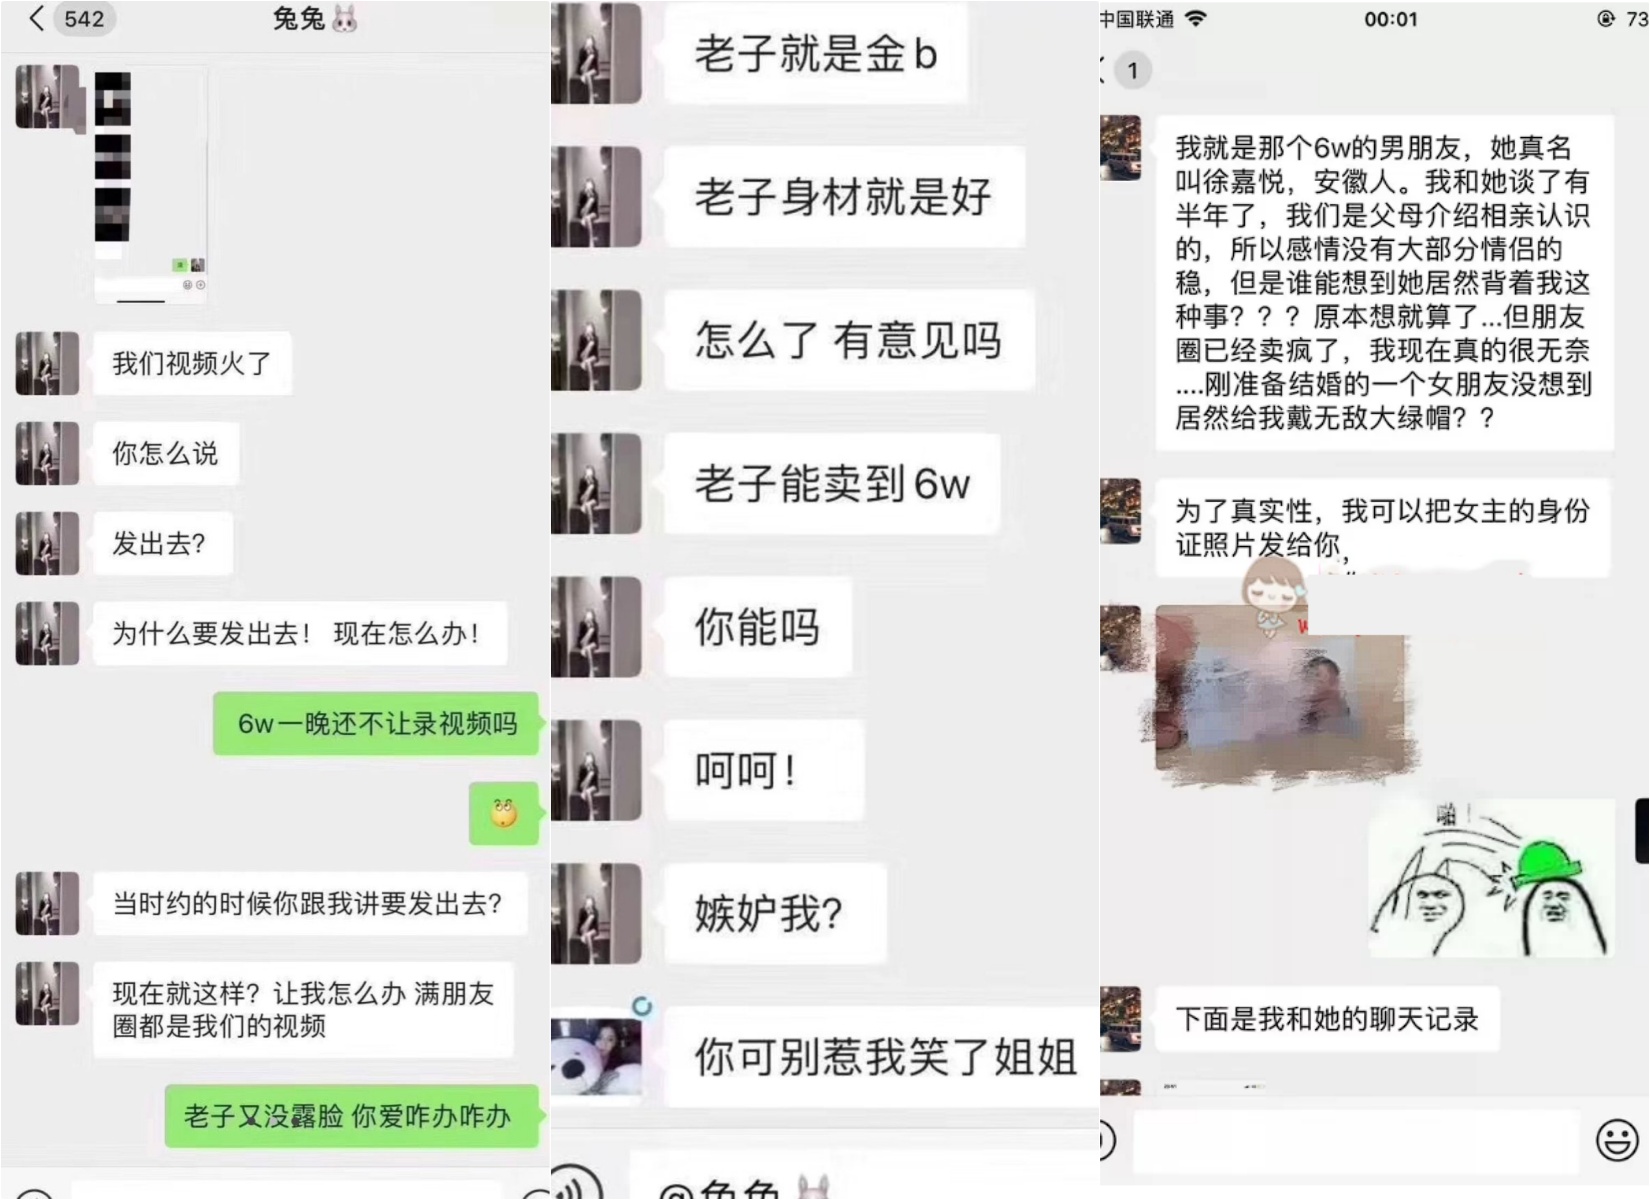 542
兔兔
我们视频火了
你怎么说
发出去?
为什么要发出去！ 现在怎么办！
6w一晚还不让录视频吗
当时约的时候你跟我讲要发出去?
现在就这样？让我怎么办 满朋友
圈都是我们的视频
老子又没露脸 你爱咋办咋办
老子就是金b
老子身材就是好
怎么了 有意见吗
老子能卖到6w
你能吗
呵呵！
嫉妒我?
你可别惹我笑了姐姐
@兔兔
中国联通
00:01
73
1
我就是那个6w的男朋友，她真名
叫徐嘉悦，安徽人。我和她谈了有
半年了，我们是父母介绍相亲认识
的，所以感情没有大部分情侣的
稳，但是谁能想到她居然背着我这
种事？？？原本想就算了...但朋友
圈已经卖疯了，我现在真的很无奈
....刚准备结婚的一个女朋友没想到
居然给我戴无敌大绿帽？？
为了真实性，我可以把女主的身份
证照片发给你，
啪！
下面是我和她的聊天记录